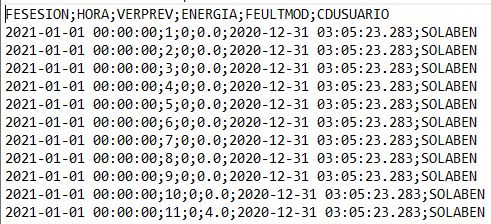 FESESION;HORA;VERPREV;ENERGIA;FEULTMOD;CDUSUARIO
2021-01-01 00:00:00;1;0;0.0;2020-12-31 03:05:23.283;SOLABEN
2021-01-01 00:00:00;2;0;0.0;2020-12-31 03:05:23.283;SOLABEN
2021-01-01 00:00:00;3;0;0.0;2020-12-31 03:05:23.283;SOLABEN
2021-01-01 00:00:00;4;0;0.0;2020-12-31 03:05:23.283;SOLABEN
2021-01-01 00:00:00;5;0;0.0;2020-12-31 03:05:23.283;SOLABEN
2021-01-01 00:00:00;6;0;0.0;2020-12-31 03:05:23.283;SOLABEN
2021-01-01 00:00:00;7;0;0.0;2020-12-31 03:05:23.283;SOLABEN
2021-01-01 00:00:00;8;0;0.0;2020-12-31 03:05:23.283;SOLABEN
2021-01-01 00:00:00;9;0;0.0;2020-12-31 03:05:23.283;SOLABEN
2021-01-01 00:00:00;10;0;0.0;2020-12-31 03:05:23.283;SOLABEN
2021-01-01 00:00:00;11;0;4.0;2020-12-31 03:05:23.283;SOLABEN